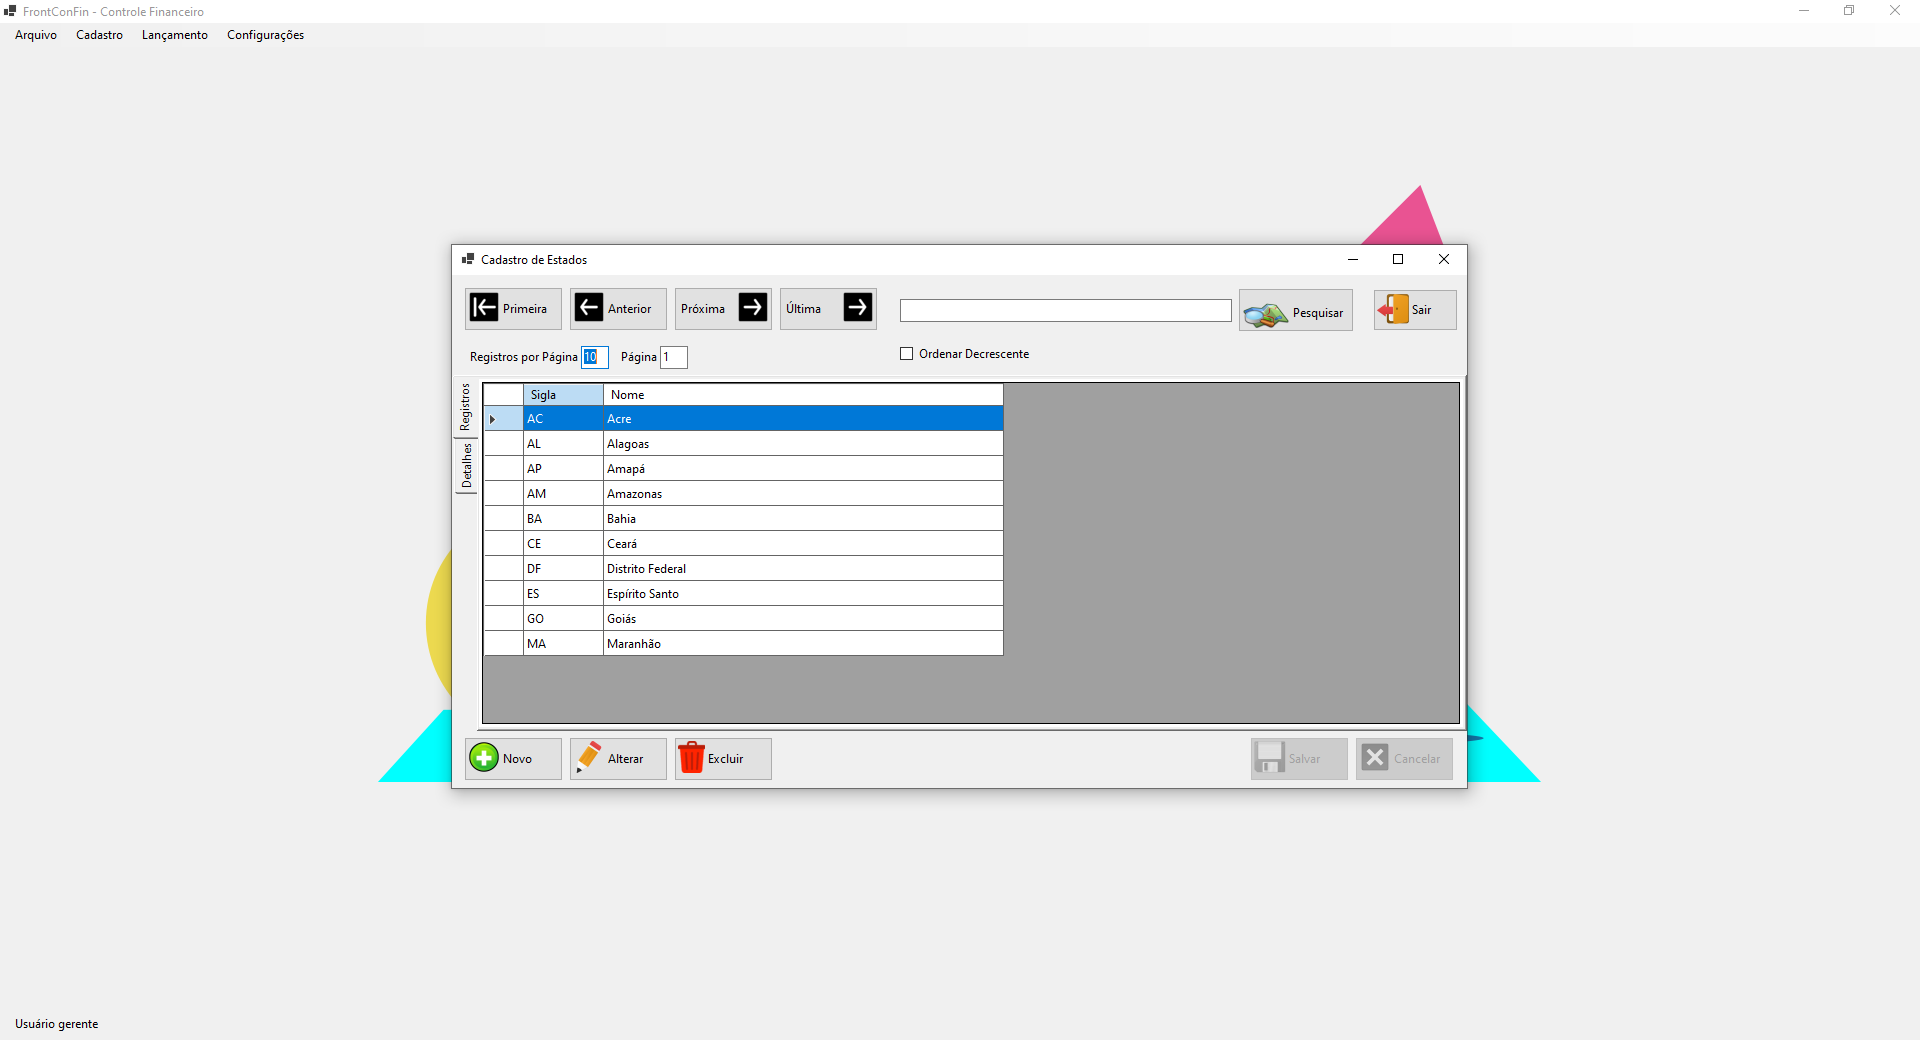 FrontConFin - Controle Financeiro
Arquivo Cadastro Lançamento Configurações
Cadastro de Estados
Primeira Anterior Próxima Última Pesquisar Sair
Registros por Página 10 Página 1 Ordenar Decrescente
Registros
Detalhes
Sigla Nome
AC Acre
AL Alagoas
AP Amapá
AM Amazonas
BA Bahia
CE Ceará
DF Distrito Federal
ES Espírito Santo
GO Goiás
MA Maranhão
Novo Alterar Excluir Salvar Cancelar
Usuário gerente